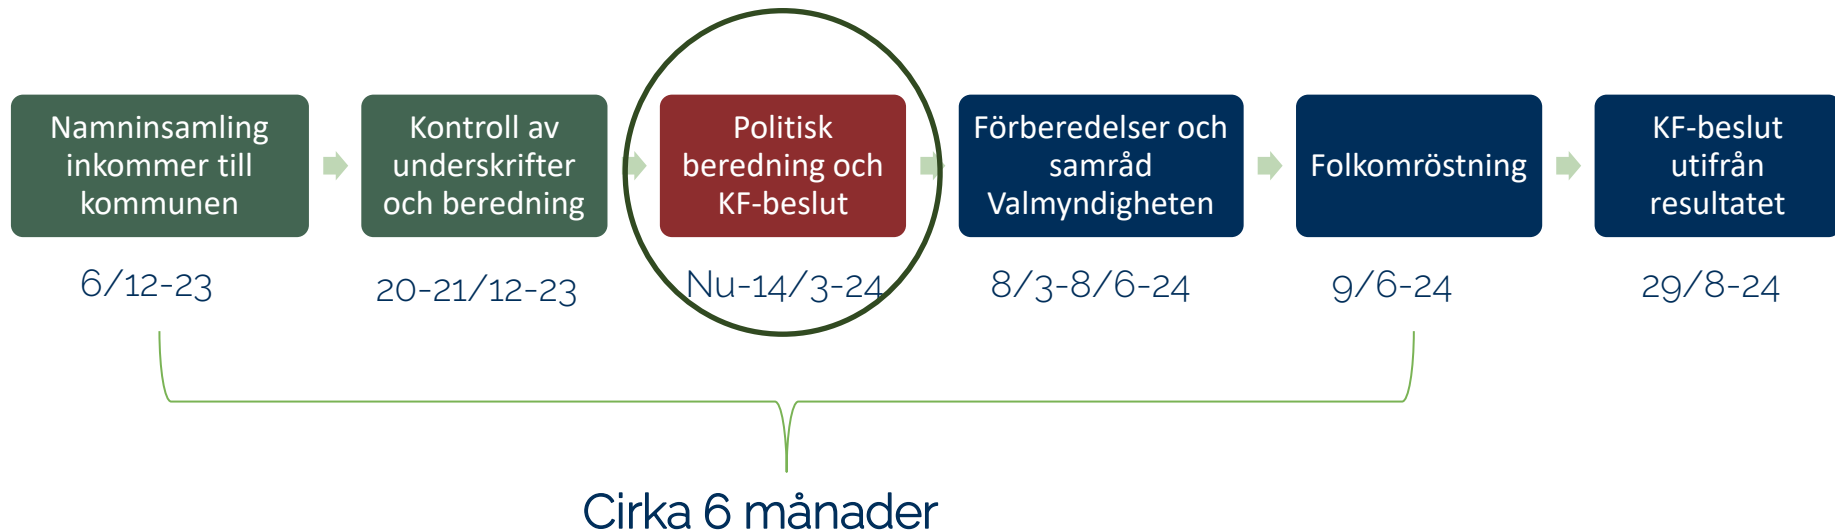 Namninsamling
inkommer till
kommunen
Kontroll av
underskrifter
och beredning
Politisk
beredning och
KF-beslut
Förberedelser och
samråd
Valmyndigheten
Folkomröstning
KF-beslut
utifrån
resultatet
6/12-23
20-21/12-23
Nu-14/3-24
8/3-8/6-24
9/6-24
29/8-24
Cirka 6 månader